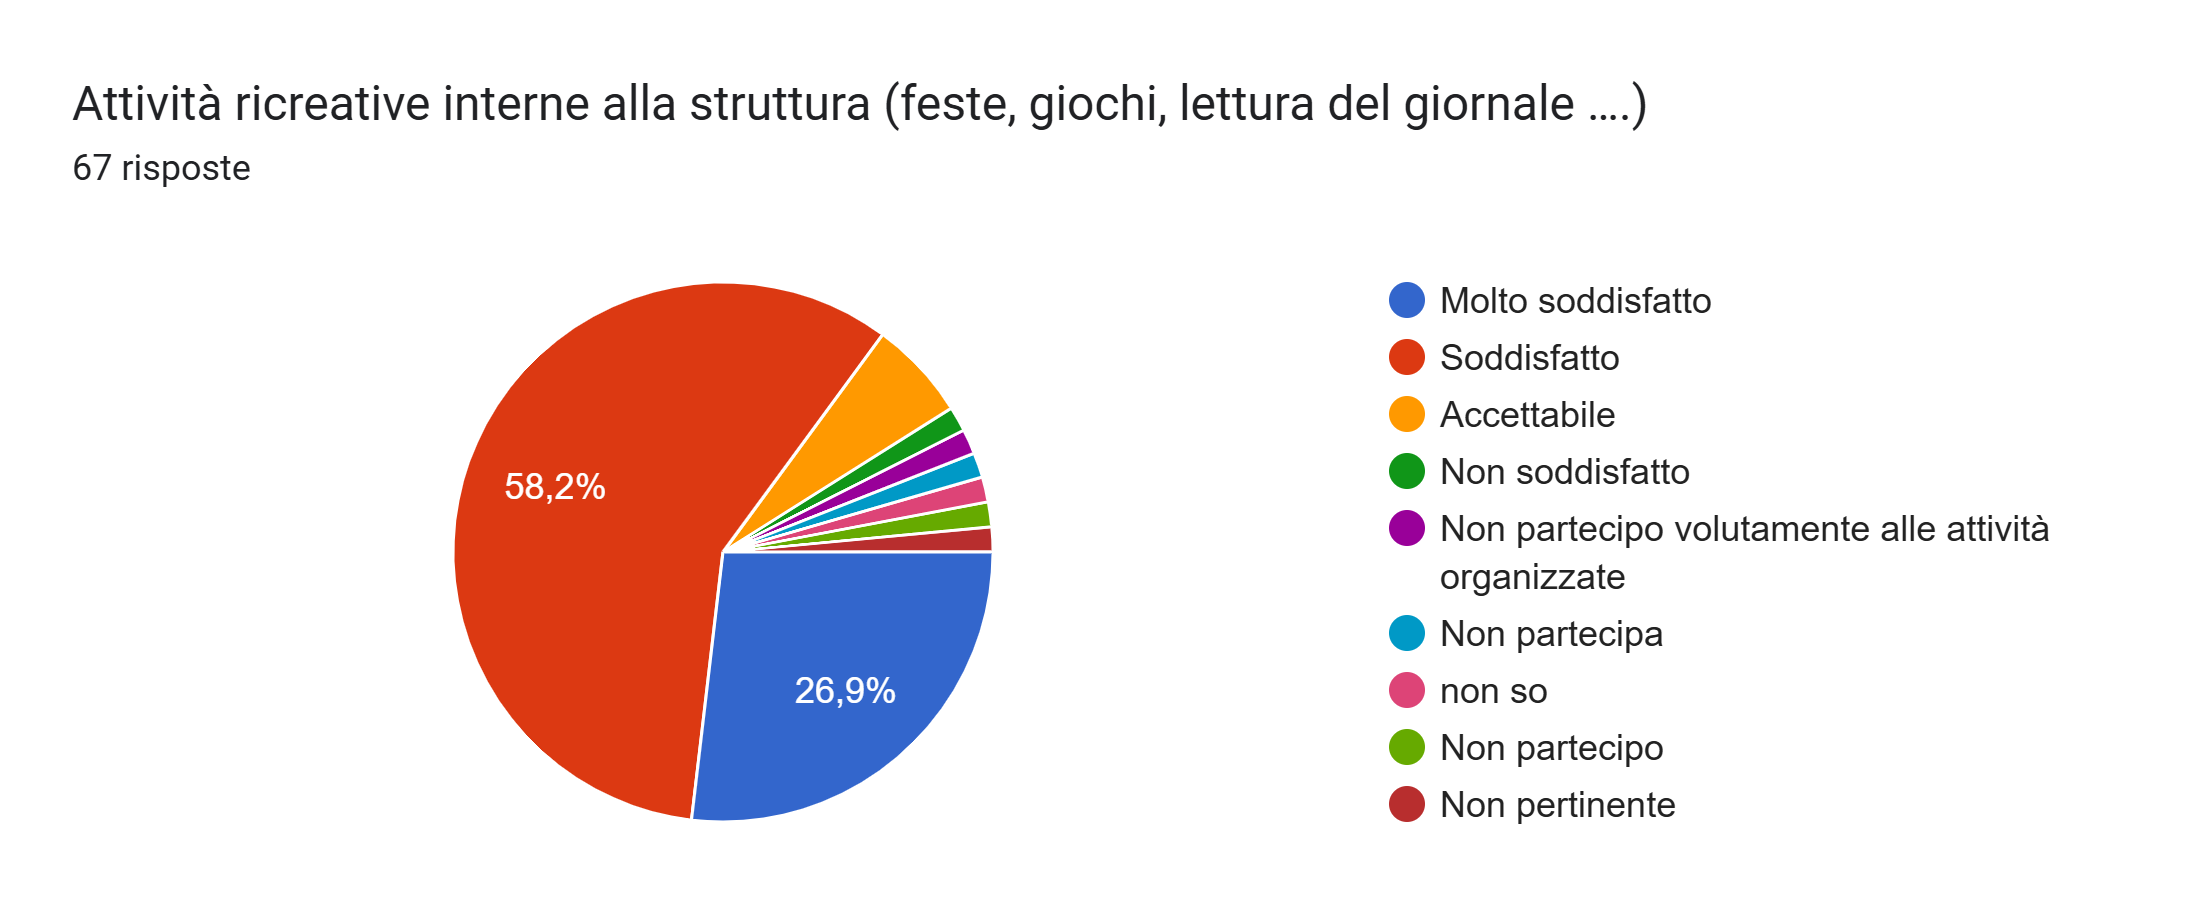 Attività ricreative interne alla struttura (feste, giochi, lettura del giornale ....)
67 risposte
58,2%
26,9%
Molto soddisfatto
Soddisfatto
Accettabile
Non soddisfatto
Non partecipo volutamente alle attività
organizzate
Non partecipa
non so
Non partecipo
Non pertinente